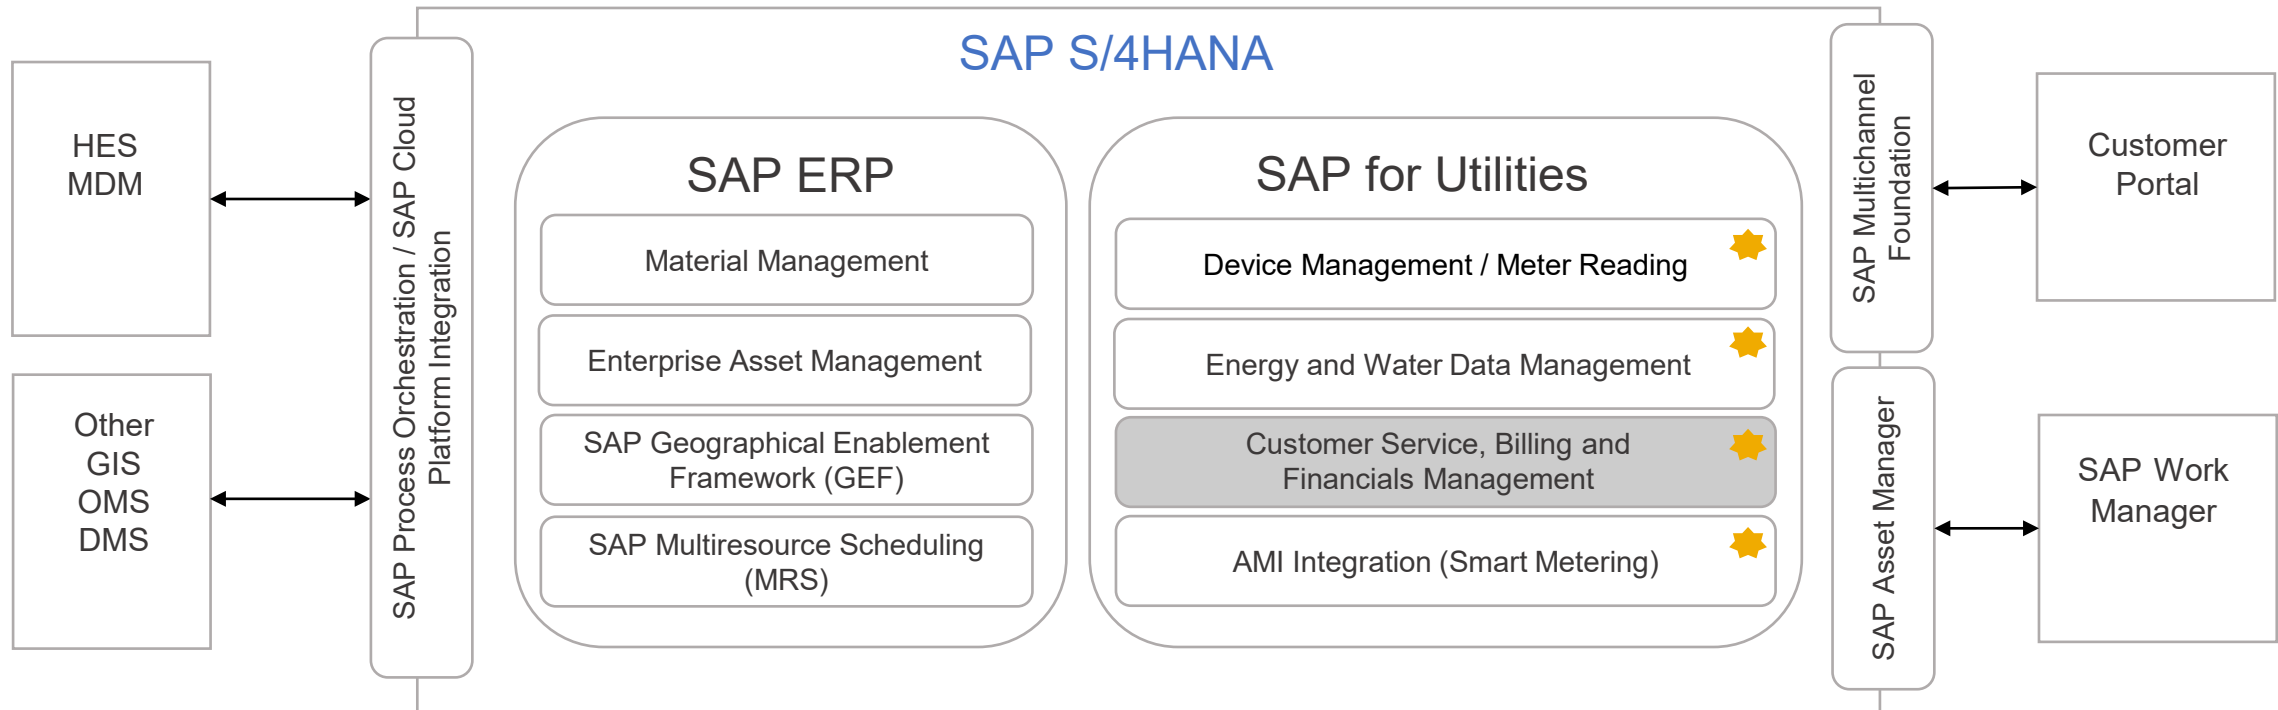 SAP S/4HANA
HES
MDM
Other
GIS
OMS
DMS
SAP Process Orchestration / SAP Cloud
Platform Integration
SAP ERP
Material Management
Enterprise Asset Management
SAP Geographical Enablement
Framework (GEF)
SAP Multiresource Scheduling
(MRS)
SAP for Utilities
Device Management / Meter Reading
Energy and Water Data Management
Customer Service, Billing and
Financials Management
AMI Integration (Smart Metering)
SAP Multichannel
Foundation
SAP Asset Manager
Customer
Portal
SAP Work
Manager